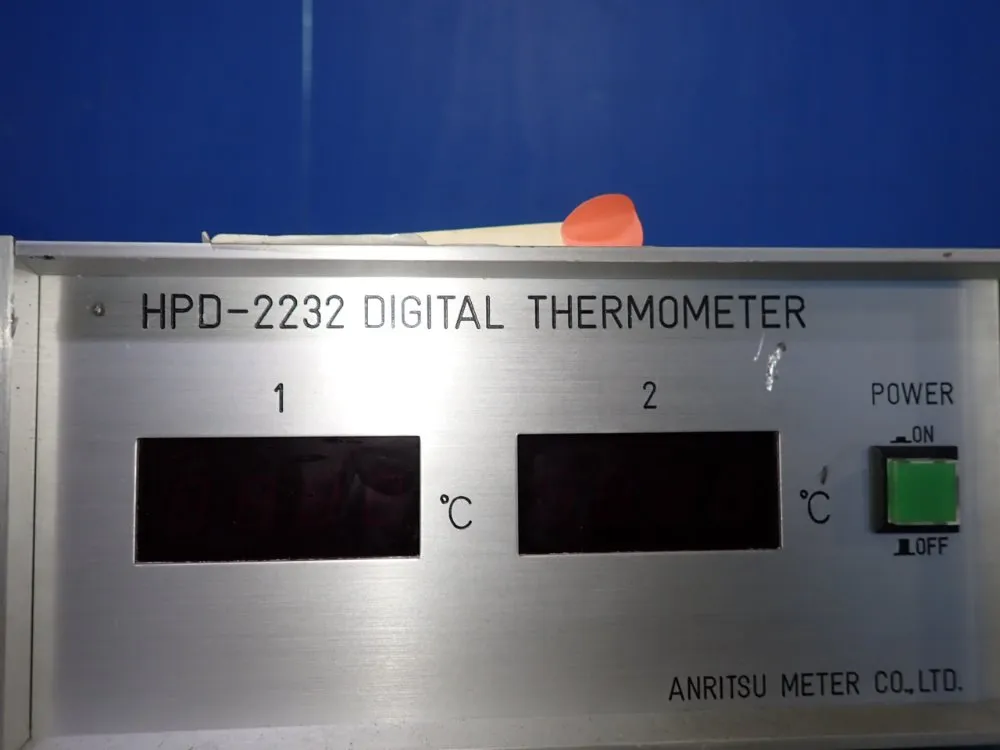 HPD-2232 DIGITAL THERMOMETER
1
2
POWER
ON
°C
°C
OFF
ANRITSU METER CO.,LTD.